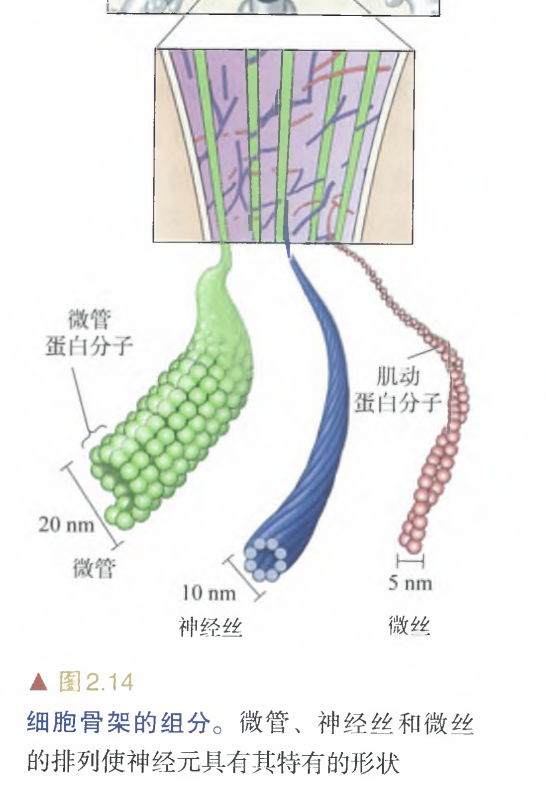 微管
蛋白分子
肌动
蛋白分子
20 nm
微管
10 nm
神经丝
5 nm
微丝
▲ 图2.14
细胞骨架的组分。微管、神经丝和微丝
的排列使神经元具有其特有的形状